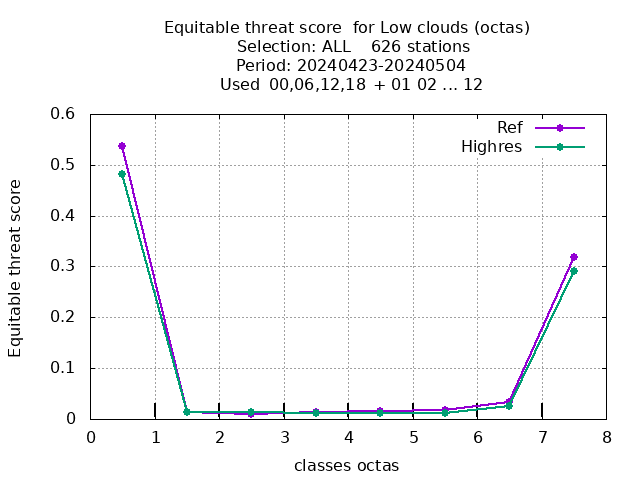 Equitable threat score  for Low clouds (octas)
Selection: ALL    626 stations
Period: 20240423-20240504
Used  00,06,12,18  + 01 02 ... 12
Ref
Highres
Equitable threat score
0.6
0.5
0.4
0.3
0.2
0.1
0
0 1 2 3 4 5 6 7 8
classes octas